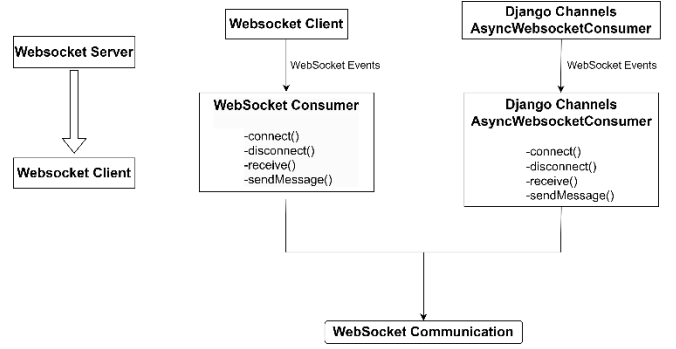 Websocket Server
Websocket Client
Websocket Client
WebSocket Events
WebSocket Consumer
-connect()
-disconnect()
-receive()
-sendMessage()
Django Channels
AsyncWebsocketConsumer
WebSocket Events
Django Channels
AsyncWebsocketConsumer
-connect()
-disconnect()
-receive()
-sendMessage()
WebSocket Communication